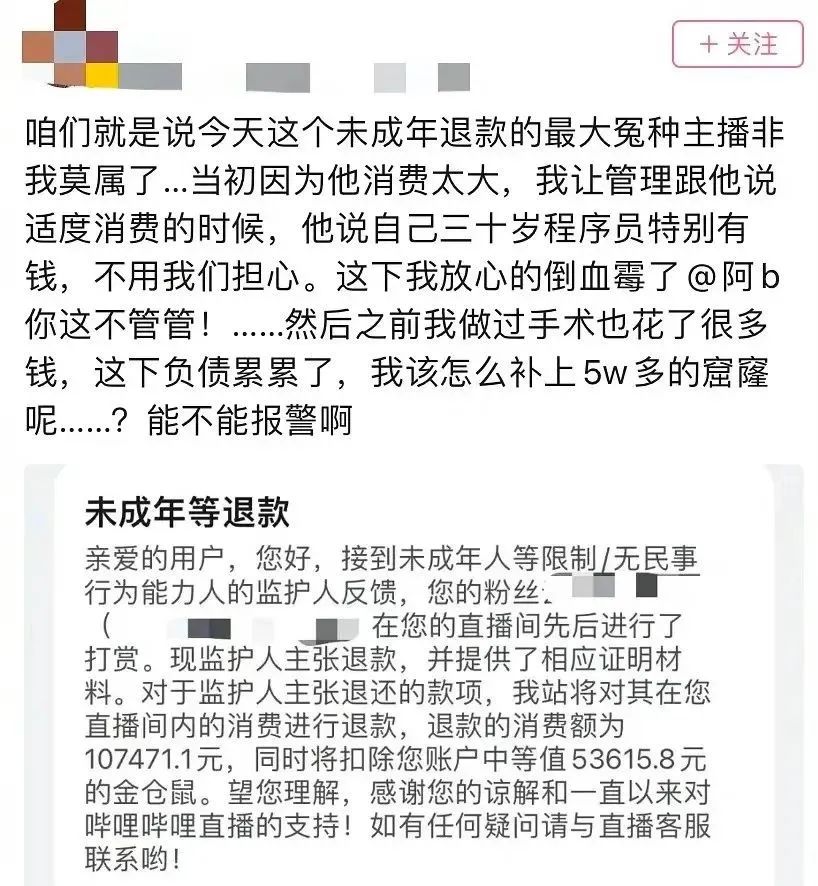 + 关注
咱们就是说今天这个未成年退款的最大冤种主播非
我莫属了...当初因为他消费太大，我让管理跟他说
适度消费的时候，他说自己三十岁程序员特别有
钱，不用我们担心。这下我放心的倒血霉了@阿b
你这不管管！......然后之前我做过手术也花了很多
钱，这下负债累累了，我该怎么补上5w多的窟窿
呢......？能不能报警啊
未成年等退款
亲爱的用户，您好，接到未成年人等限制/无民事
行为能力人的监护人反馈，您的粉丝：
（ 在您的直播间先后进行了
打赏。现监护人主张退款，并提供了相应证明材
料。对于监护人主张退还的款项，我站将对其在您
直播间内的消费进行退款，退款的消费额为
107471.1元，同时将扣除您账户中等值53615.8元
的金仓鼠。望您理解，感谢您的谅解和一直以来对
哔哩哔哩直播的支持！如有任何疑问请与直播客服
联系哟！